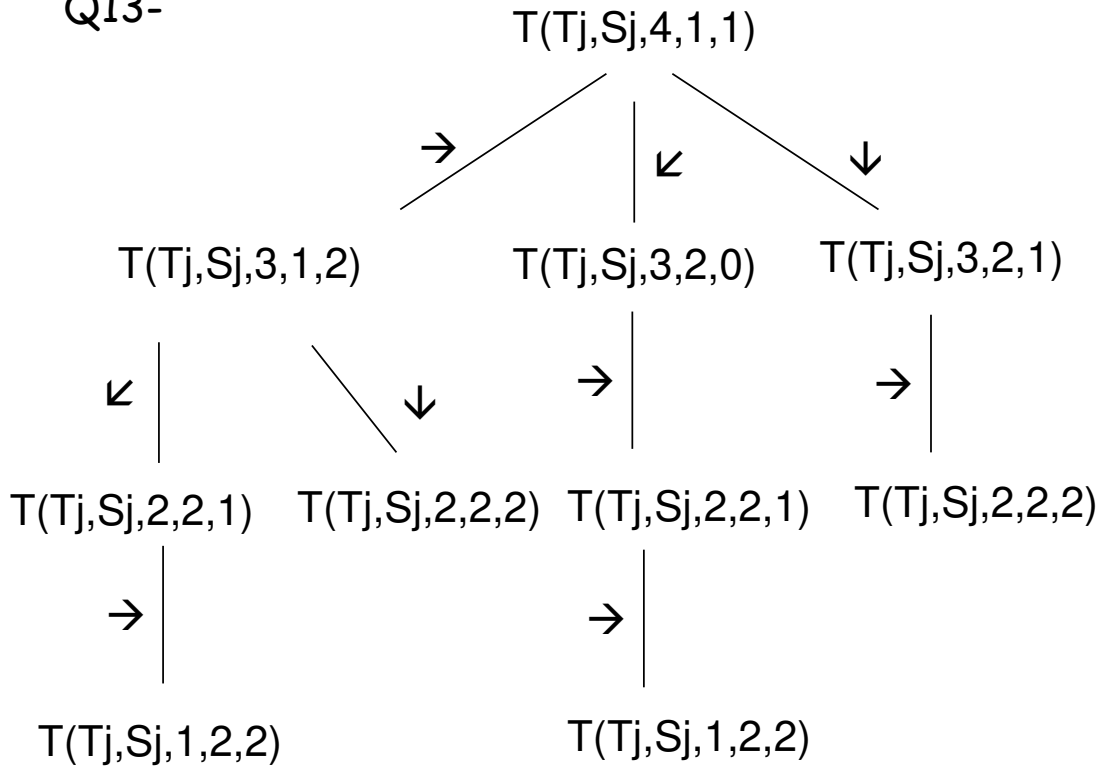 Q13-
T(Tj,Sj,4,1,1)
→ ↙ ↓
T(Tj,Sj,3,1,2) T(Tj,Sj,3,2,0) T(Tj,Sj,3,2,1)
↙ ↓ → →
T(Tj,Sj,2,2,1) T(Tj,Sj,2,2,2) T(Tj,Sj,2,2,1) T(Tj,Sj,2,2,2)
→ →
T(Tj,Sj,1,2,2) T(Tj,Sj,1,2,2)